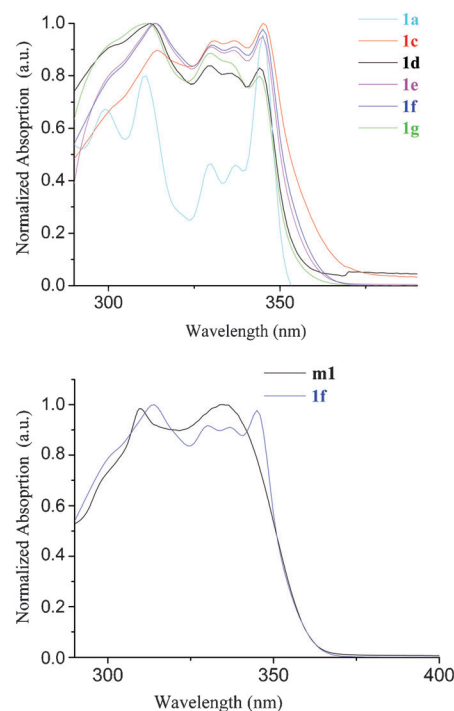 1a
1c
1d
1e
1f
1g
Normalized Absoprtion (a.u.)
1.0
0.8
0.6
0.4
0.2
0.0
300
350
Wavelength (nm)
m1
1f
Normalized Absoprtion (a.u.)
1.0
0.8
0.6
0.4
0.2
0.0
300
350
400
Wavelength (nm)